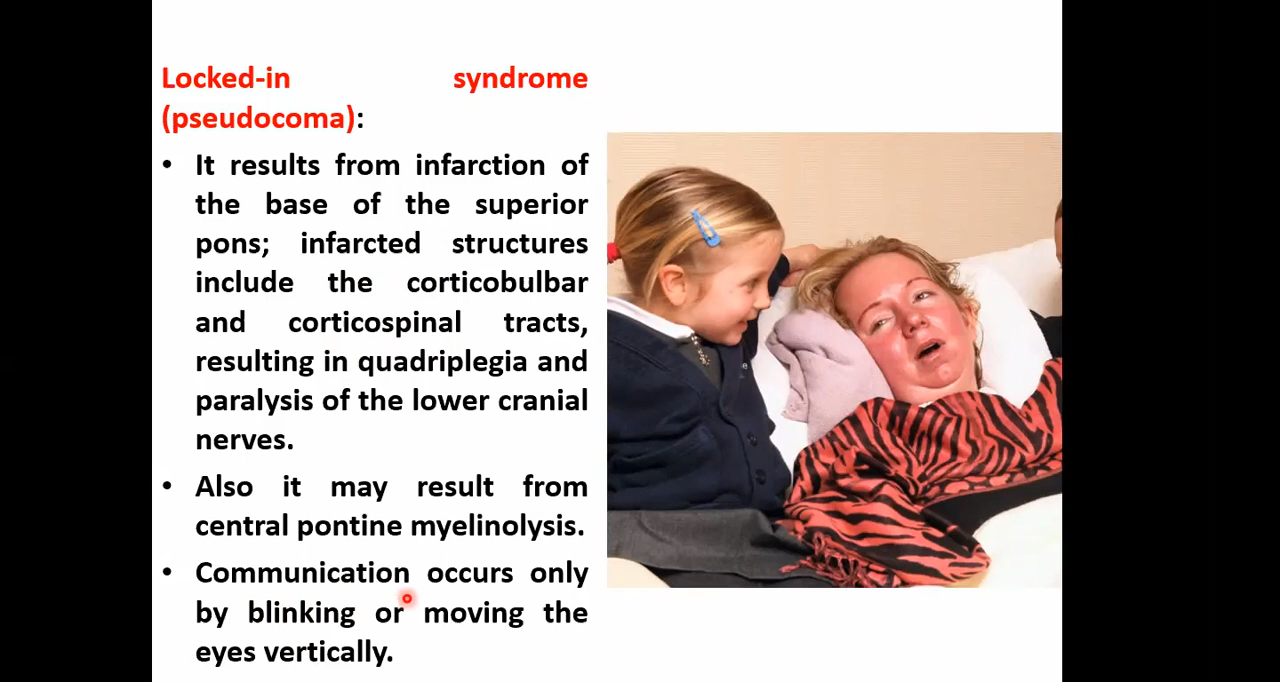 Locked-in syndrome
(pseudocoma):
• It results from infarction of
the base of the superior
pons; infarcted structures
include the corticobulbar
and corticospinal tracts,
resulting in quadriplegia and
paralysis of the lower cranial
nerves.
• Also it may result from
central pontine myelinolysis.
• Communication occurs only
by blinking or moving the
eyes vertically.